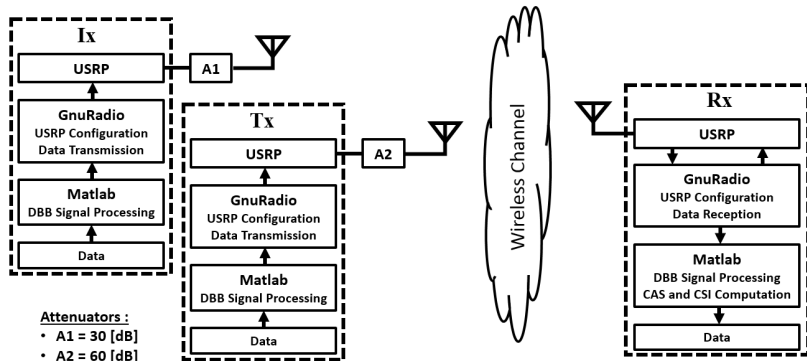 Ix
USRP
A1
GnuRadio
USRP Configuration
Data Transmission
Matlab
DBB Signal Processing
Data
Tx
USRP
A2
GnuRadio
USRP Configuration
Data Transmission
Matlab
DBB Signal Processing
Data
Attenuators :
• A1 = 30 [dB]
• A2 = 60 [dB]
Wireless Channel
Rx
USRP
GnuRadio
USRP Configuration
Data Reception
Matlab
DBB Signal Processing
CAS and CSI Computation
Data